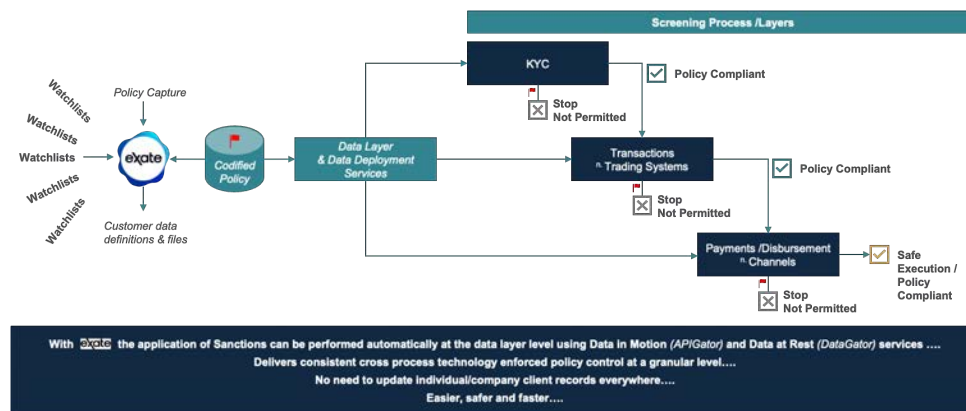 Screening Process /Layers
KYC
Policy Compliant
Stop
Not Permitted
Policy Capture
Watchlists
Watchlists
Watchlists
Watchlists
Watchlists
eXate
Codified
Policy
Data Layer
& Data Deployment
Services
Transactions
n. Trading Systems
Policy Compliant
Stop
Not Permitted
Customer data
definitions & files
Payments /Disbursement
n. Channels
Safe
Execution /
Policy
Compliant
Stop
Not Permitted
With eXate the application of Sanctions can be performed automatically at the data layer level using Data in Motion (APIGator) and Data at Rest (DataGator) services ….
Delivers consistent cross process technology enforced policy control at a granular level….
No need to update individual/company client records everywhere….
Easier, safer and faster….